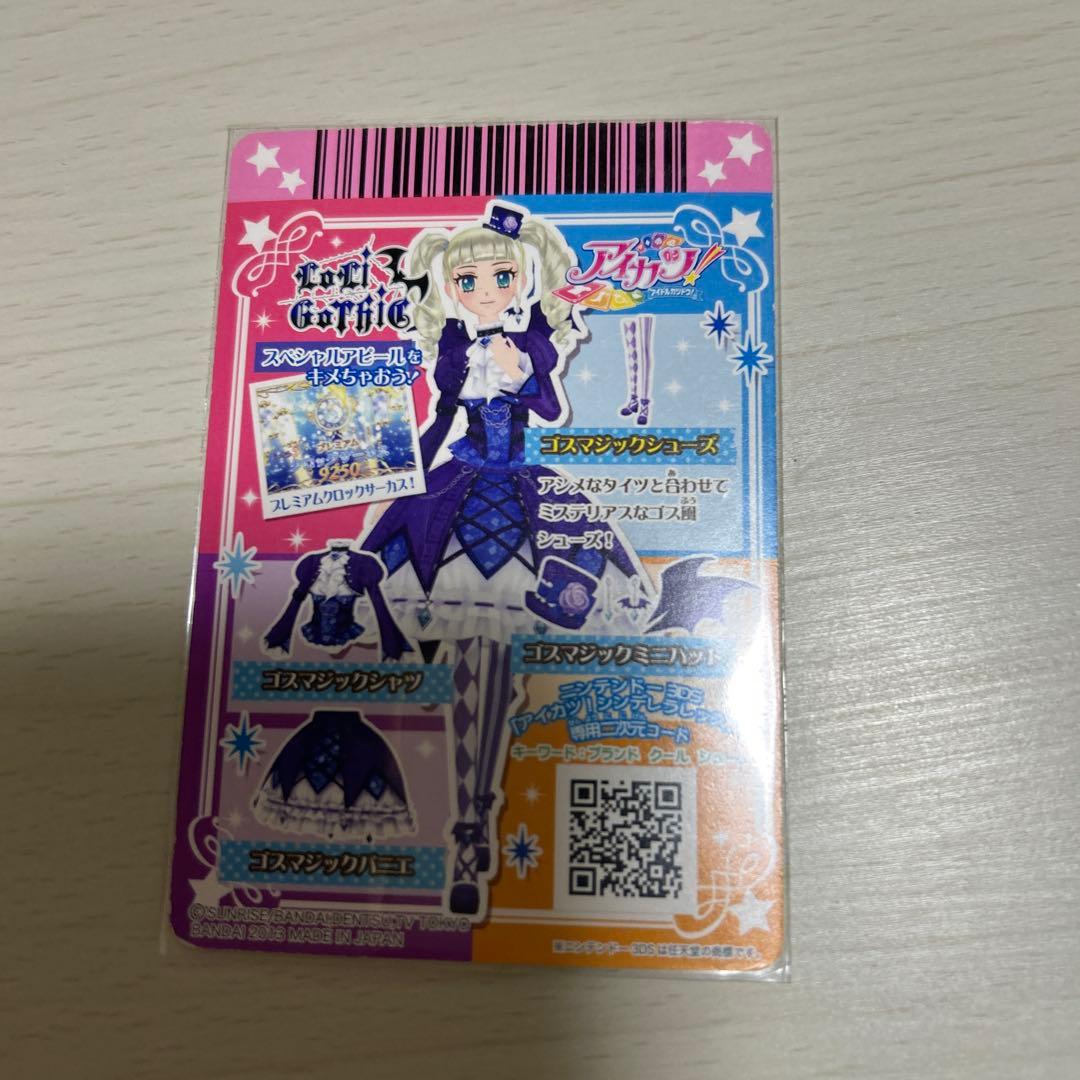 LoLi GoThiC
アイカツ!
アイドルカツドウ!
スペシャルアピールを
キメちゃおう!
プレミアム
9250
プレミアムクロックサーカス!
ゴスマジックシューズ
アシメなタイツと合わせて
ミステリアスなゴス風
シューズ!
ゴスマジックシャツ
ゴスマジックミニハット
ニンテンドー3DS
「アイカツ!シンデレラ
専用二次元コード
キーワード:ブランド クール シュー
ゴスマジックパニエ
©SUNRISE/BANDAI,DENTSU,TV TOKYO
BANDAI 2013 MADE IN JAPAN
※ニンテンドー3DSは任天堂の商標です。